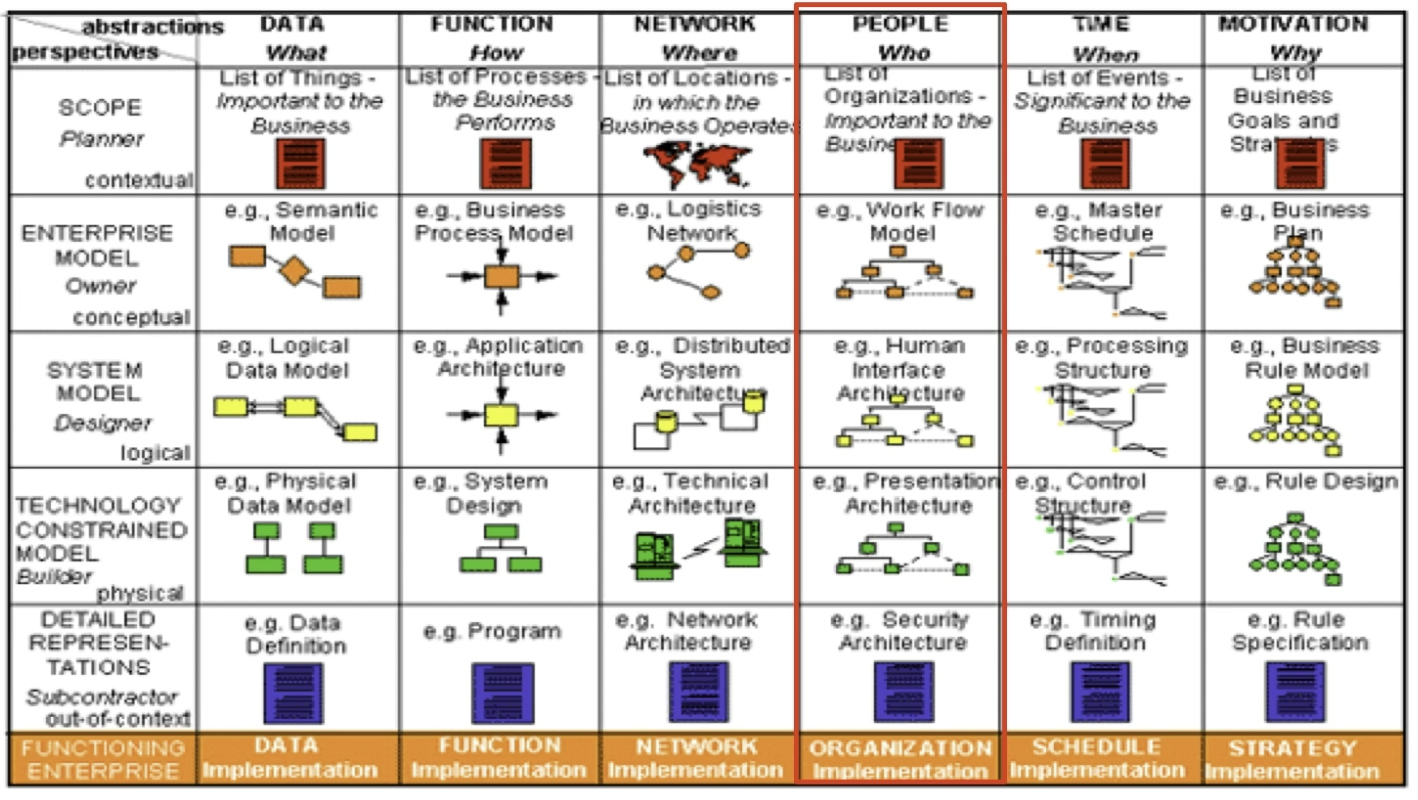 abstractions
perspectives
DATA
What
FUNCTION
How
NETWORK
Where
PEOPLE
Who
TIME
When
MOTIVATION
Why
SCOPE
Planner
contextual
List of Things -
Important to the
Business
List of Processes -
the Business
Performs
List of Locations -
in which the
Business Operates
List of
Organizations -
Important to the
List of Events -
Significant to the
Business
List of
Business
Goals and
ENTERPRISE
MODEL
Owner
conceptual
e.g., Semantic
Model
e.g., Business
Process Model
e.g., Logistics
Network
e.g., Work Flow
Model
e.g., Master
Schedule
e.g., Business
Plan
SYSTEM
MODEL
Designer
logical
e.g., Logical
Data Model
e.g., Application
Architecture
e.g., Distributed
System
Architecture
e.g., Human
Interface
Architecture
e.g., Processing
Structure
e.g., Business
Rule Model
TECHNOLOGY
CONSTRAINED
MODEL
Builder
physical
e.g., Physical
Data Model
e.g., System
Design
e.g., Technical
Architecture
e.g., Presentation
Architecture
e.g., Control
Structure
e.g., Rule Design
DETAILED
REPRESEN-
TATIONS
Subcontractor
out-of-context
e.g. Data
Definition
e.g. Program
e.g. Network
Architecture
e.g. Security
Architecture
e.g. Timing
Definition
e.g. Rule
Specification
FUNCTIONING
ENTERPRISE
DATA
Implementation
FUNCTION
Implementation
NETWORK
Implementation
ORGANIZATION
Implementation
SCHEDULE
Implementation
STRATEGY
Implementation